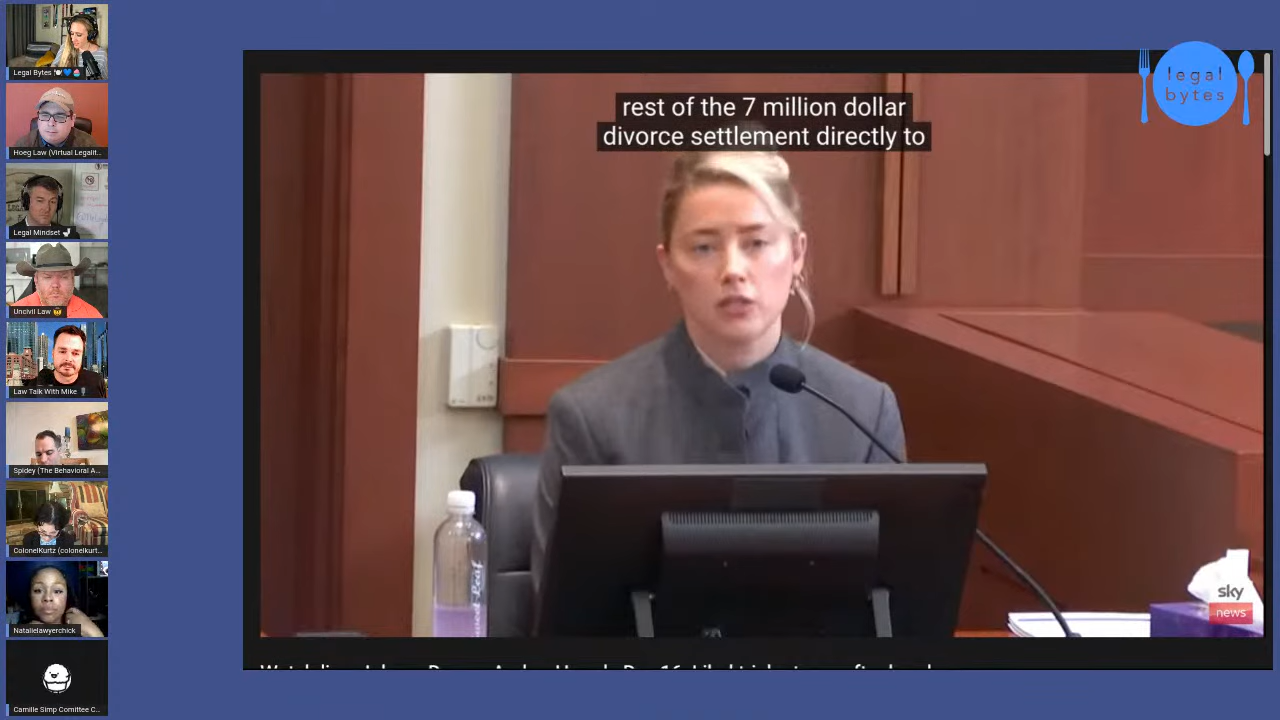 Legal Bytes
Hoeg Law (Virtual Legalit...
Legal Mindset
Uncivil Law
Law Talk With Mike
Spidey (The Behavioral A...
ColonelKurtz (colonelkurt...
Natalielawyerchick
Camille Simp Comittee C...
rest of the 7 million dollar
divorce settlement directly to
legal
bytes
sky
news